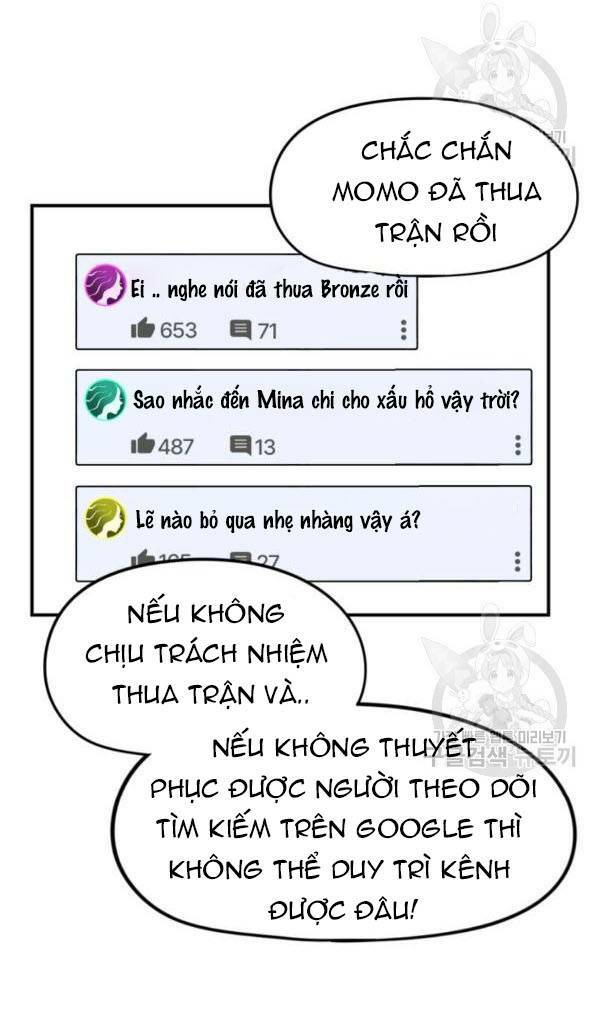 CHẮC CHẮN
MOMO ĐÃ THUA
TRẬN RỒI
Ei .. nghe nói đã thua Bronze rồi
653 71
Sao nhắc đến Mina chi cho xấu hổ vậy trời?
487 13
Lẽ nào bỏ qua nhẹ nhàng vậy á?
27
NẾU KHÔNG
CHỊU TRÁCH NHIỆM
THUA TRẬN VÀ..
NẾU KHÔNG THUYẾT
PHỤC ĐƯỢC NGƯỜI THEO DÕI
TÌM KIẾM TRÊN GOOGLE THÌ
KHÔNG THỂ DUY TRÌ KÊNH
ĐƯỢC ĐÂU!